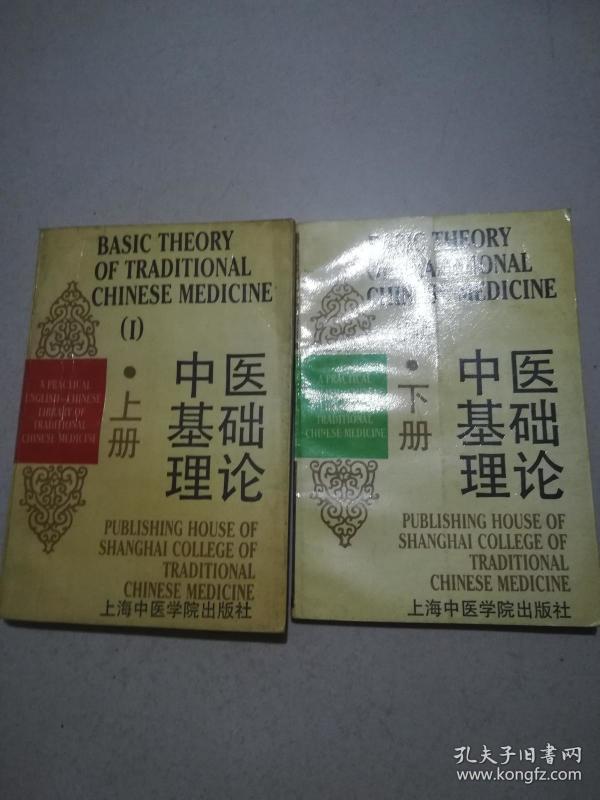 BASIC THEORY
OF TRADITIONAL
CHINESE MEDICINE
(I)
A PRACTICAL
ENGLISH-CHINESE
LIBRARY OF
TRADITIONAL
CHINESE MEDICINE
·上册
中医
基础
理论
PUBLISHING HOUSE OF
SHANGHAI COLLEGE OF
TRADITIONAL
CHINESE MEDICINE
上海中医学院出版社
BASIC THEORY
OF TRADITIONAL
CHINESE MEDICINE
A PRACTICAL
TRADITIONAL
CHINESE MEDICINE
·下册
中医
基础
理论
PUBLISHING HOUSE OF
SHANGHAI COLLEGE OF
TRADITIONAL
CHINESE MEDICINE
上海中医学院出版社
孔夫子旧书网
www.kongfz.com